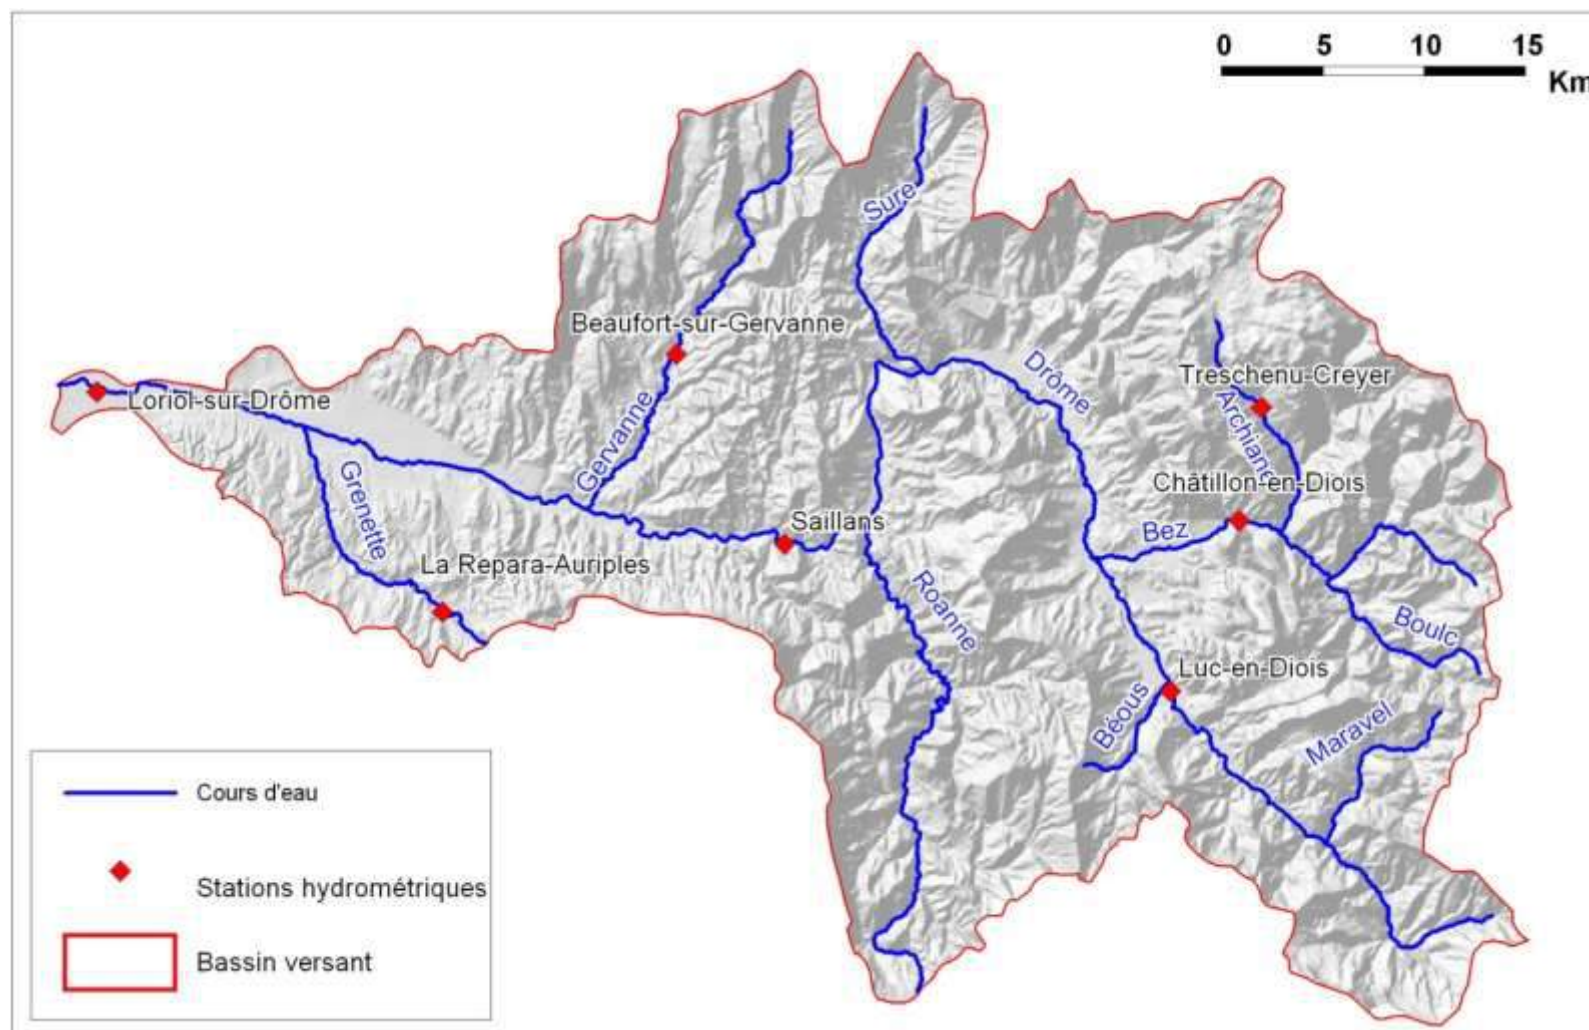 0 5 10 15
Km
Sure
Beaufort-sur-Gervanne
Drôme
Treschenu-Creyer
Loriol-sur-Drôme
Archiane
Gervanne
Grenette
Châtillon-en-Diois
Saillans
Bez
La Repara-Auriples
Roanne
Boulc
Luc-en-Diois
Béous
Maravel
Cours d'eau
Stations hydrométriques
Bassin versant